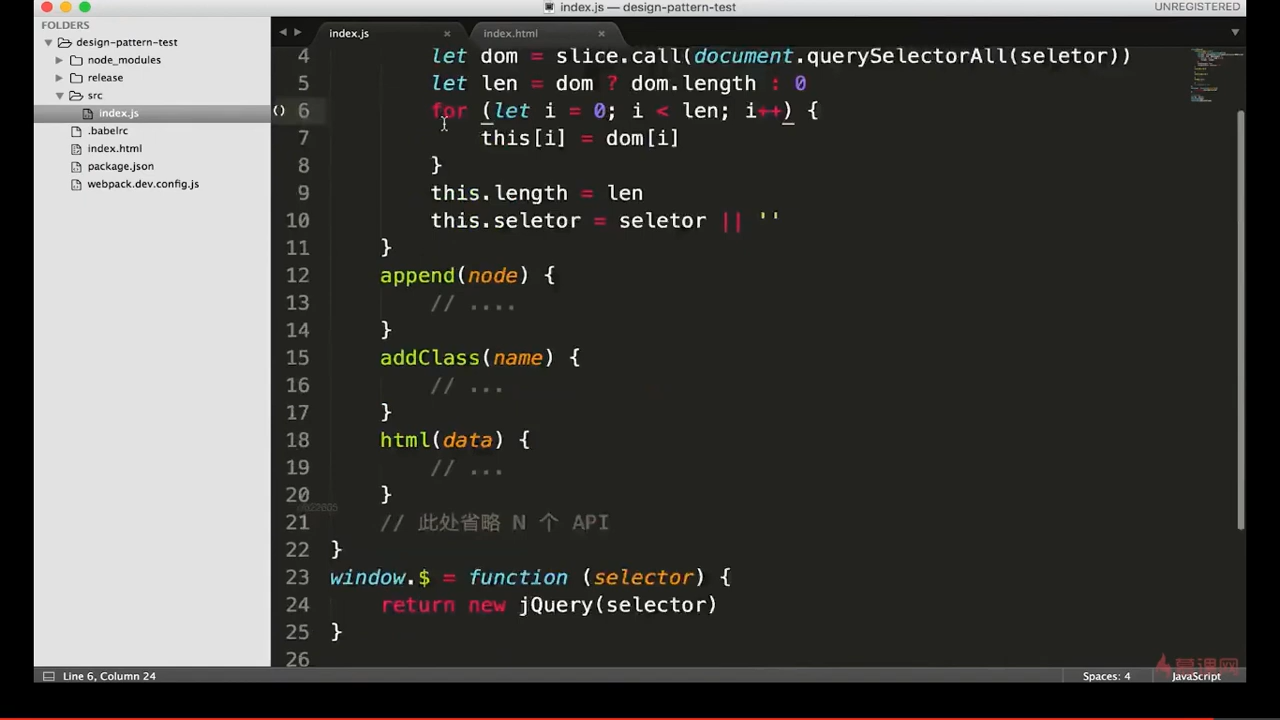 index.js — design-pattern-test
UNREGISTERED
FOLDERS
design-pattern-test
node_modules
release
src
index.js
.babelrc
index.html
package.json
webpack.dev.config.js
index.js ×
index.html ×
4 let dom = slice.call(document.querySelectorAll(seletor))
5 let len = dom ? dom.length : 0
() 6 for (let i = 0; i < len; i++) {
7 this[i] = dom[i]
8 }
9 this.length = len
10 this.seletor = seletor || ''
11 }
12 append(node) {
13 // ....
14 }
15 addClass(name) {
16 // ...
17 }
18 html(data) {
19 // ...
20 }
21 // 此处省略 N 个 API
22 }
23 window.$ = function (selector) {
24 return new jQuery(selector)
25 }
26
Line 6, Column 24
Spaces: 4
JavaScript
慕课网